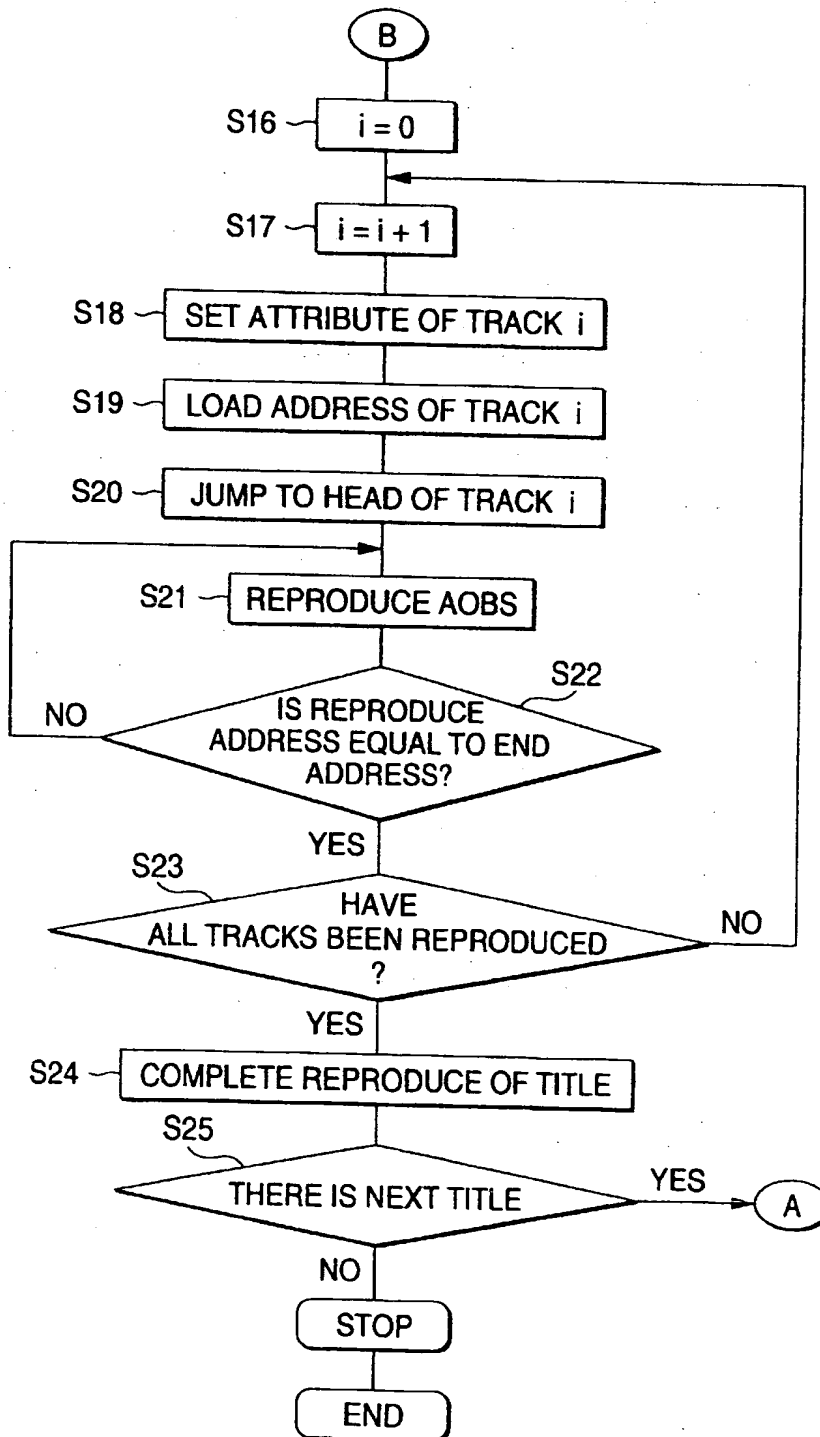 B
S16
i = 0
S17
i = i + 1
S18
SET ATTRIBUTE OF TRACK i
S19
LOAD ADDRESS OF TRACK i
S20
JUMP TO HEAD OF TRACK i
S21
REPRODUCE AOBS
S22
NO
IS REPRODUCE
ADDRESS EQUAL TO END
ADDRESS?
YES
S23
HAVE
ALL TRACKS BEEN REPRODUCED
?
NO
YES
S24
COMPLETE REPRODUCE OF TITLE
S25
THERE IS NEXT TITLE
YES
A
NO
STOP
END